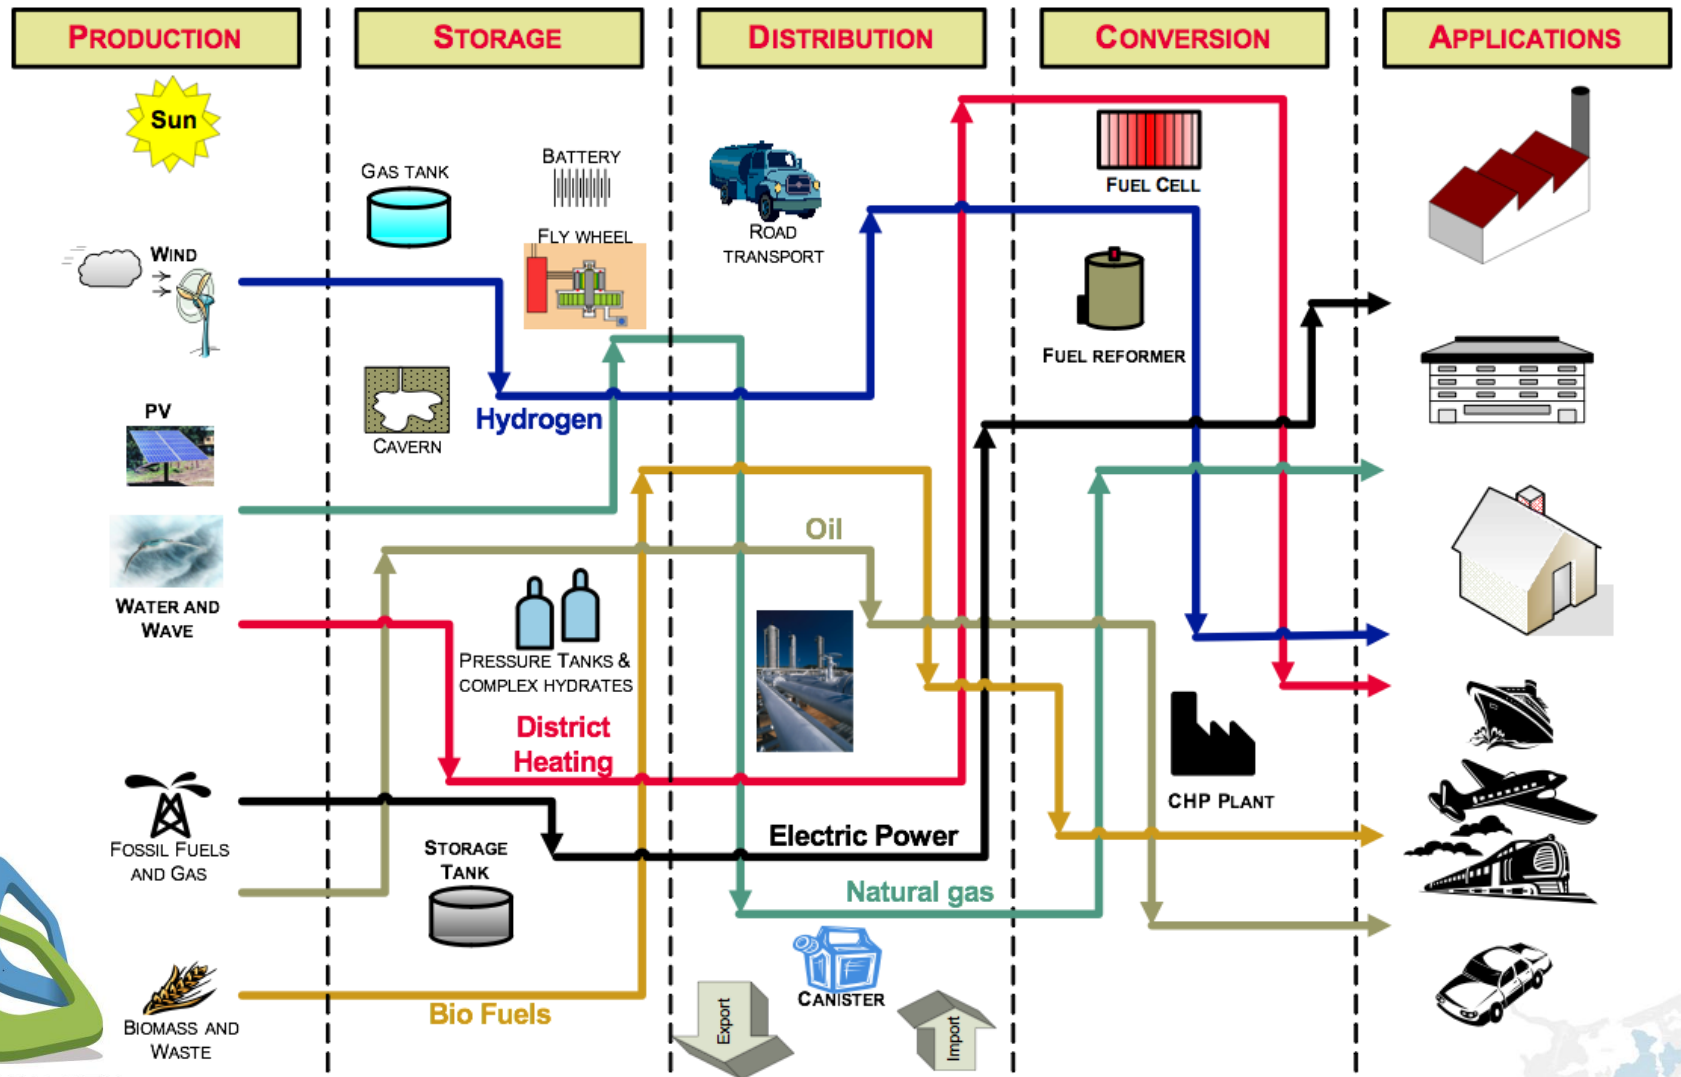 PRODUCTION
STORAGE
DISTRIBUTION
CONVERSION
APPLICATIONS
Sun
WIND
PV
WATER AND
WAVE
FOSSIL FUELS
AND GAS
BIOMASS AND
WASTE
GAS TANK
BATTERY
FLY WHEEL
CAVERN
Hydrogen
PRESSURE TANKS &
COMPLEX HYDRATES
District
Heating
STORAGE
TANK
Bio Fuels
ROAD
TRANSPORT
Oil
Electric Power
Natural gas
CANISTER
Export
Import
FUEL CELL
FUEL REFORMER
CHP PLANT